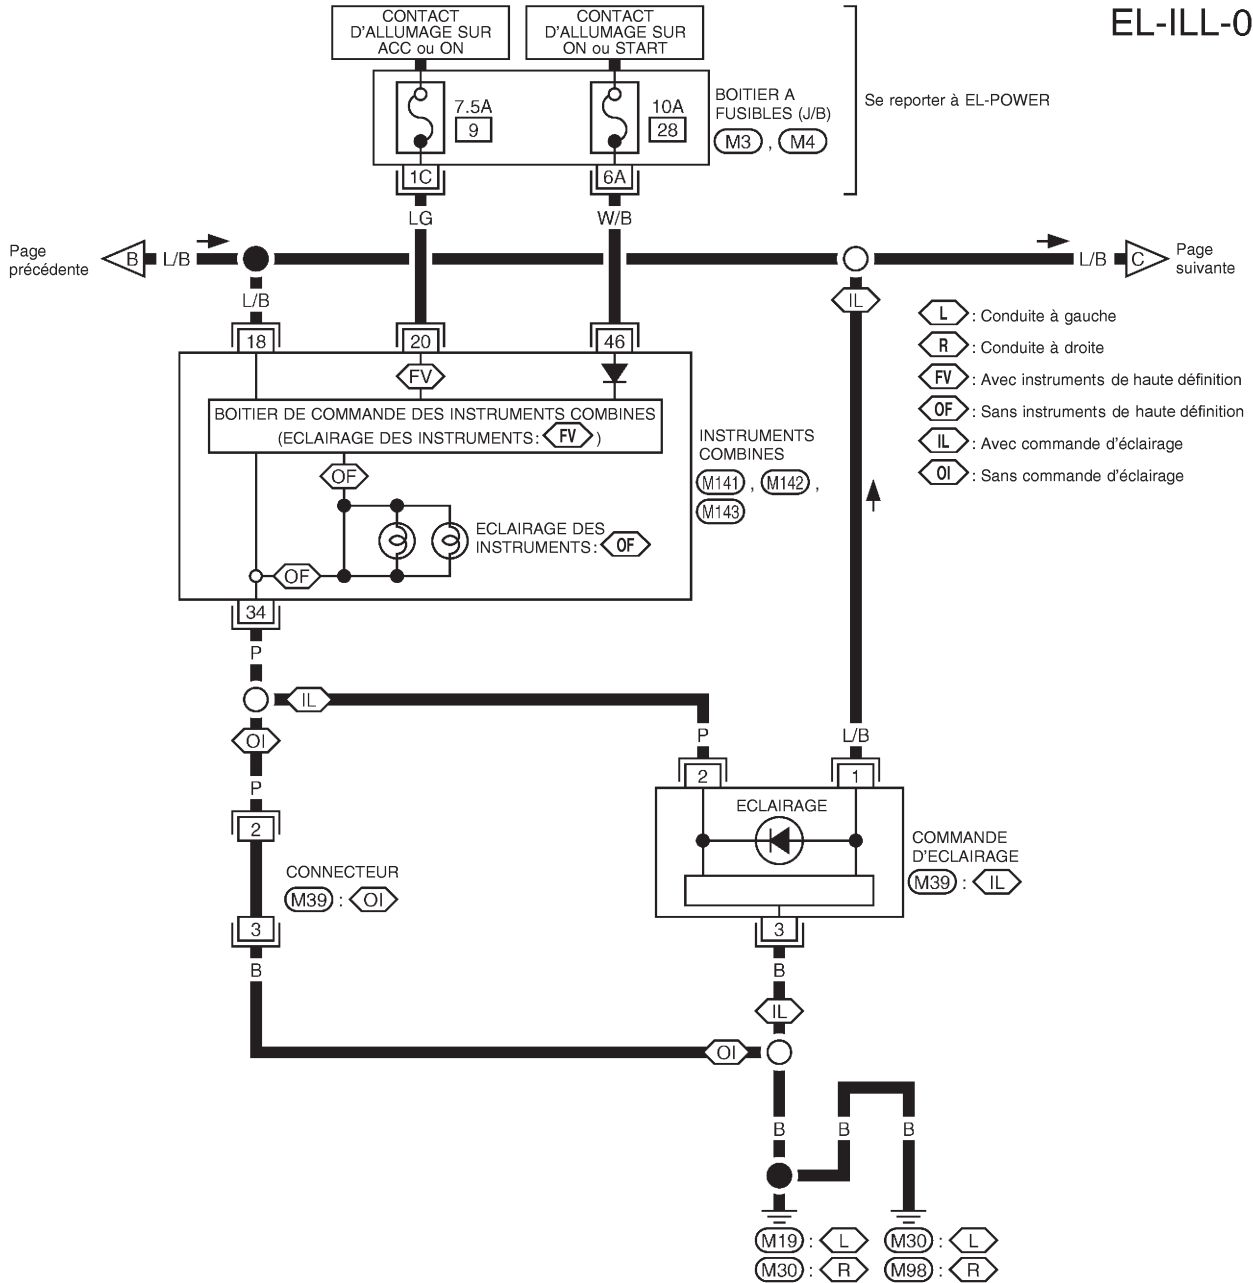 EL-ILL-0
CONTACT
D'ALLUMAGE SUR
ACC ou ON
CONTACT
D'ALLUMAGE SUR
ON ou START
7.5A
9
10A
28
BOITIER A
FUSIBLES (J/B)
M3 , M4
Se reporter à EL-POWER
1C
6A
LG
W/B
Page
précédente
B
L/B
L/B
C
Page
suivante
L/B
IL
L : Conduite à gauche
R : Conduite à droite
FV : Avec instruments de haute définition
OF : Sans instruments de haute définition
IL : Avec commande d'éclairage
OI : Sans commande d'éclairage
18
20
46
FV
BOITIER DE COMMANDE DES INSTRUMENTS COMBINES
(ECLAIRAGE DES INSTRUMENTS: FV )
INSTRUMENTS
COMBINES
M141 , M142 ,
M143
OF
ECLAIRAGE DES
INSTRUMENTS: OF
OF
34
P
IL
OI
P
L/B
P
2
1
2
ECLAIRAGE
COMMANDE
D'ECLAIRAGE
M39 : IL
CONNECTEUR
M39 : OI
3
3
B
B
IL
OI
B
B
B
M19 : L
M30 : L
M30 : R
M98 : R